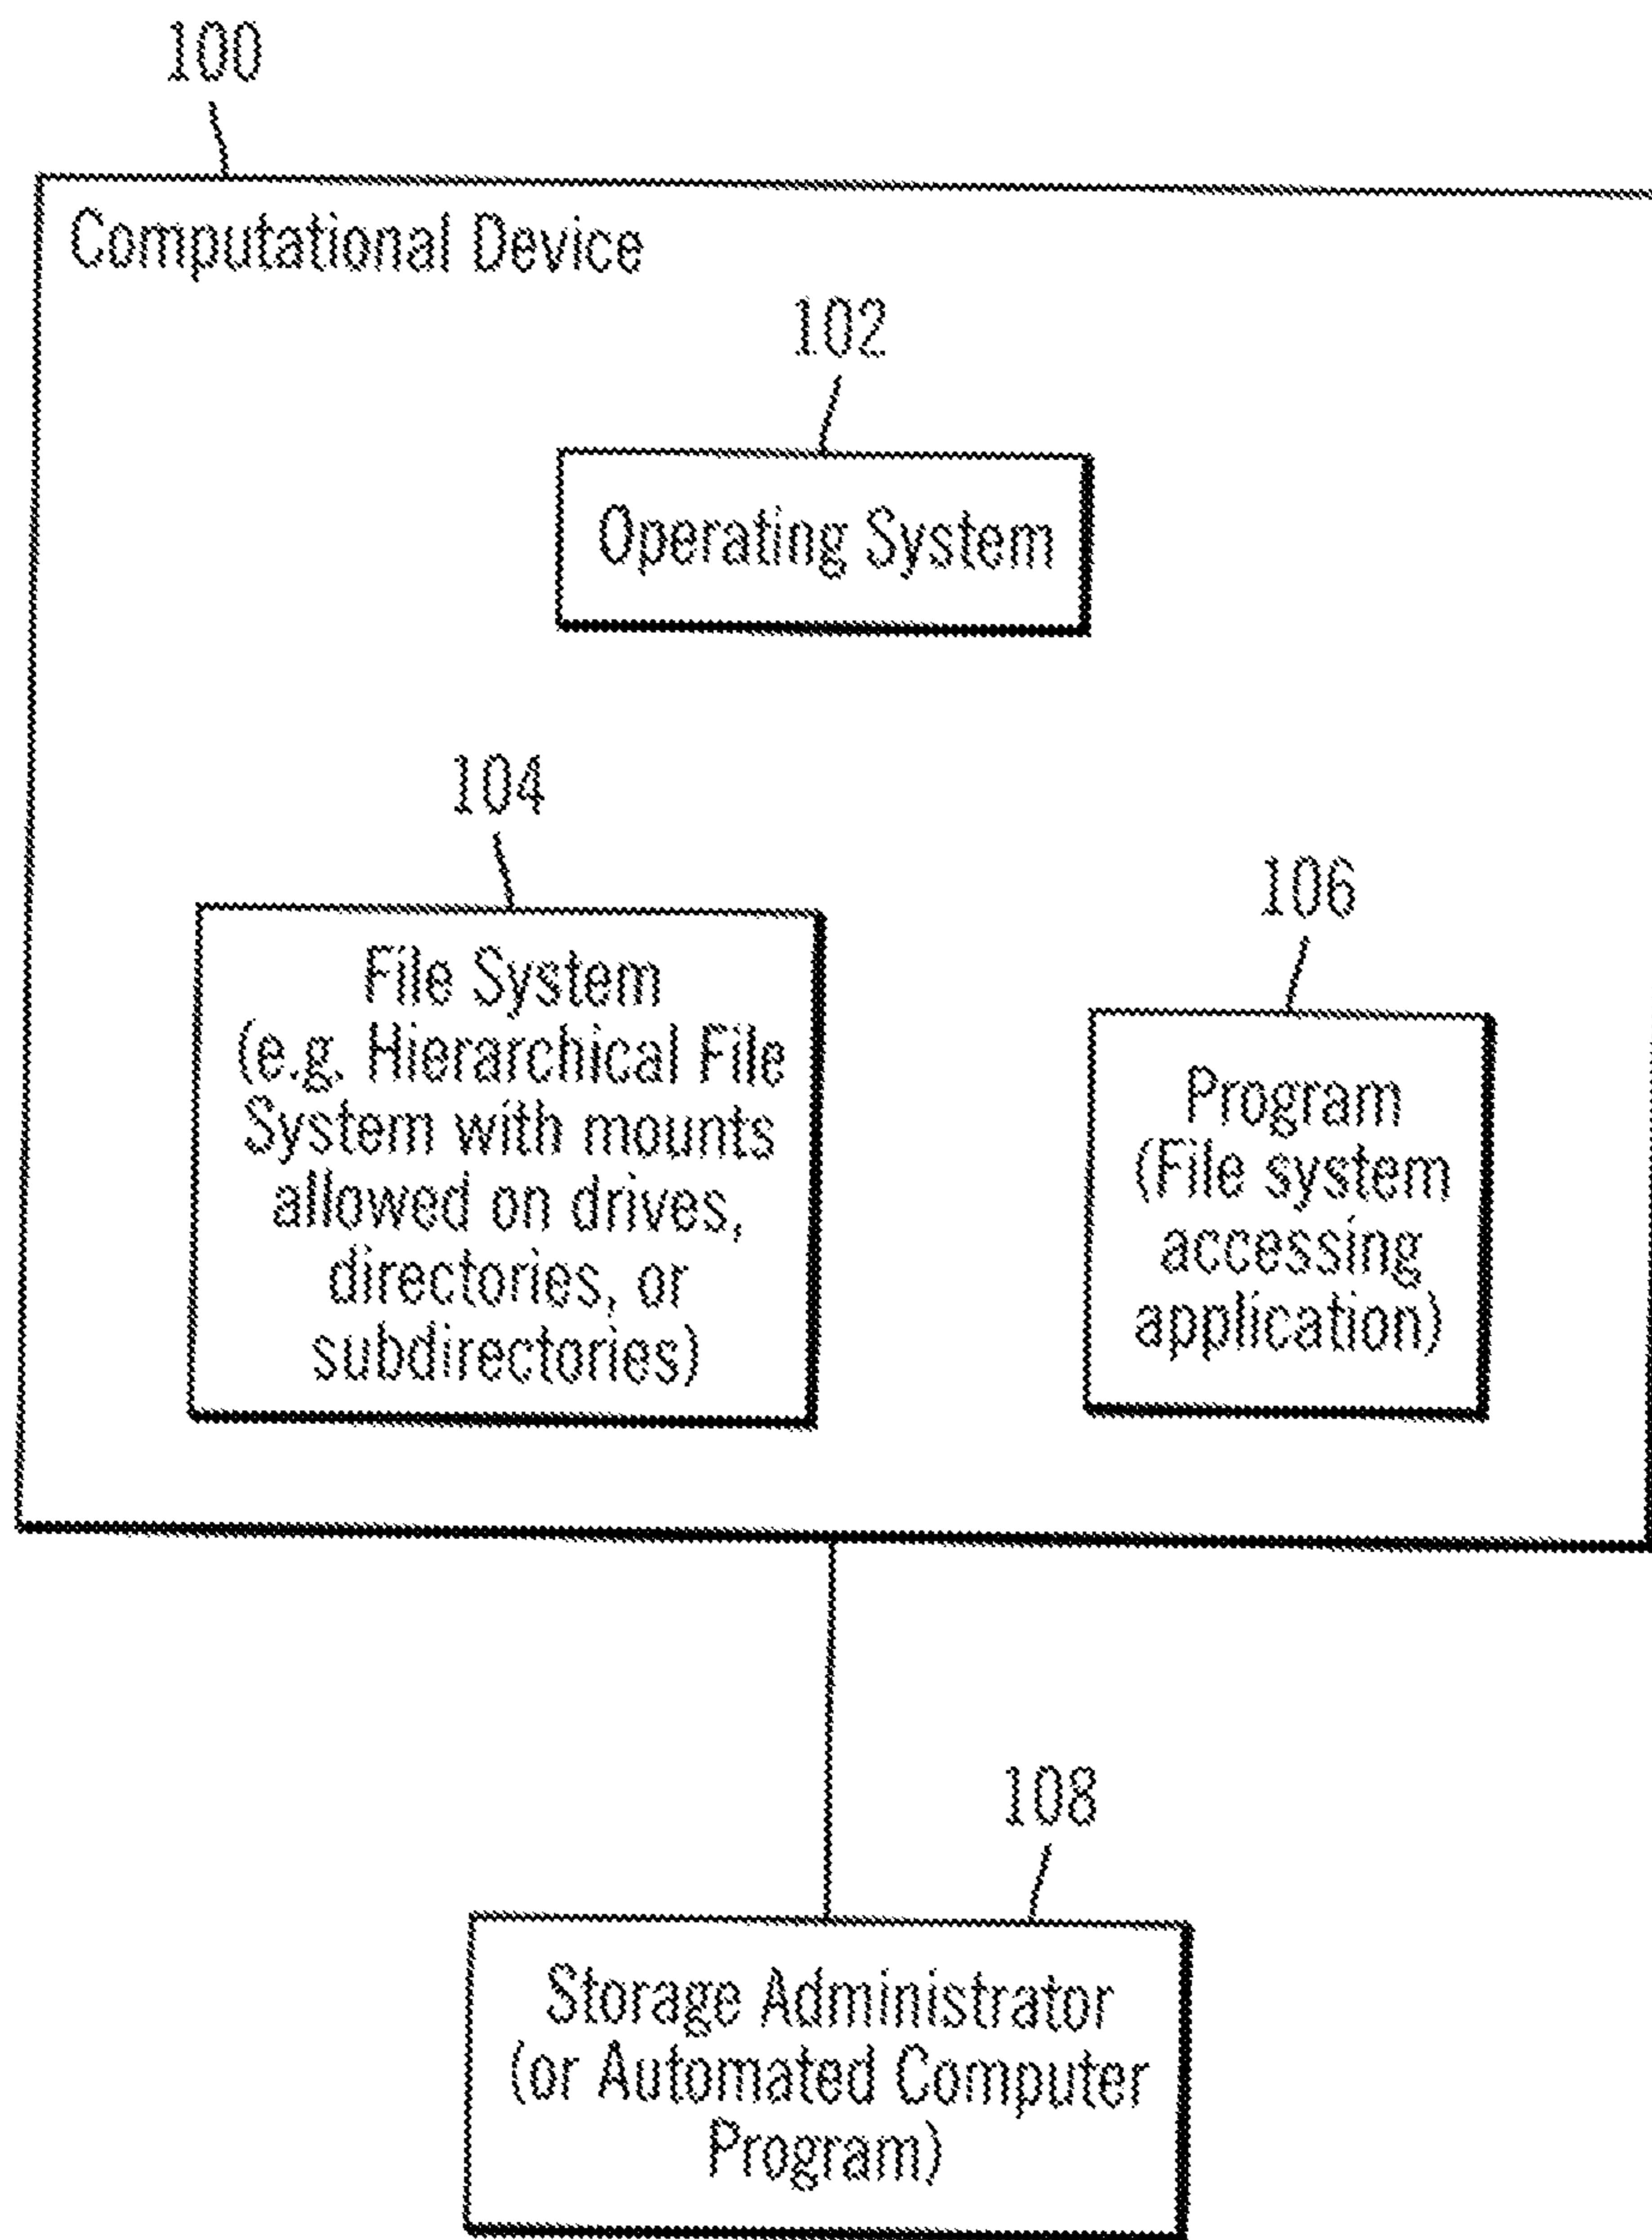 100
Computational Device
102
Operating System
104
File System
(e.g. Hierarchical File
System with mounts
allowed on drives,
directories, or
subdirectories)
106
Program
(File system
accessing
application)
108
Storage Administrator
(or Automated Computer
Program)